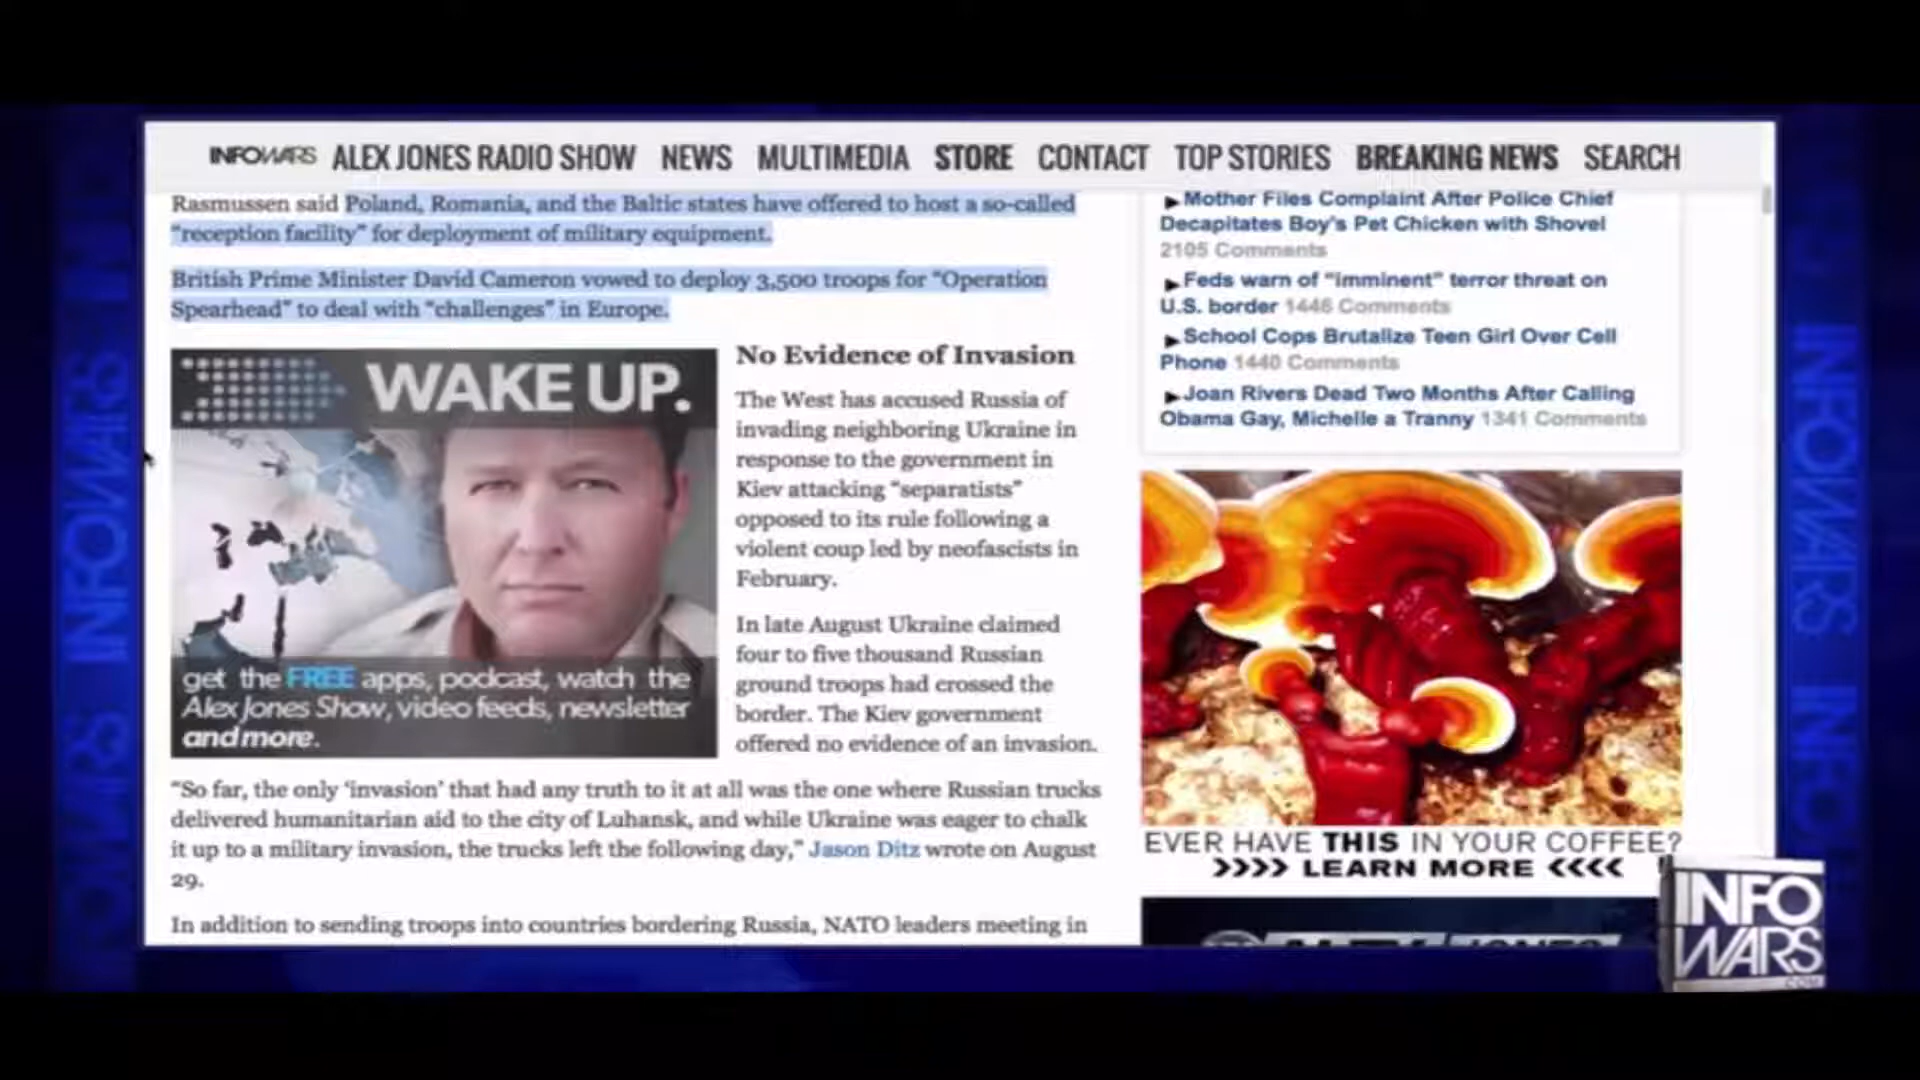 INFOWARS ALEX JONES RADIO SHOW NEWS MULTIMEDIA STORE CONTACT TOP STORIES BREAKING NEWS SEARCH
Rasmussen said Poland, Romania, and the Baltic states have offered to host a so-called
“reception facility” for deployment of military equipment.
British Prime Minister David Cameron vowed to deploy 3,500 troops for “Operation
Spearhead” to deal with “challenges” in Europe.
WAKE UP.
get the FREE apps, podcast, watch the
Alex Jones Show, video feeds, newsletter
and more.
No Evidence of Invasion
The West has accused Russia of
invading neighboring Ukraine in
response to the government in
Kiev attacking “separatists”
opposed to its rule following a
violent coup led by neofascists in
February.
In late August Ukraine claimed
four to five thousand Russian
ground troops had crossed the
border. The Kiev government
offered no evidence of an invasion.
“So far, the only ‘invasion’ that had any truth to it at all was the one where Russian trucks
delivered humanitarian aid to the city of Luhansk, and while Ukraine was eager to chalk
it up to a military invasion, the trucks left the following day,” Jason Ditz wrote on August
29.
In addition to sending troops into countries bordering Russia, NATO leaders meeting in
Mother Files Complaint After Police Chief
Decapitates Boy's Pet Chicken with Shovel
2105 Comments
Feds warn of “imminent” terror threat on
U.S. border 1446 Comments
School Cops Brutalize Teen Girl Over Cell
Phone 1440 Comments
Joan Rivers Dead Two Months After Calling
Obama Gay, Michelle a Tranny 1341 Comments
EVER HAVE THIS IN YOUR COFFEE?
>>>> LEARN MORE <<<<
INFO
WARS
.COM
INFOWARS
INFOWARS